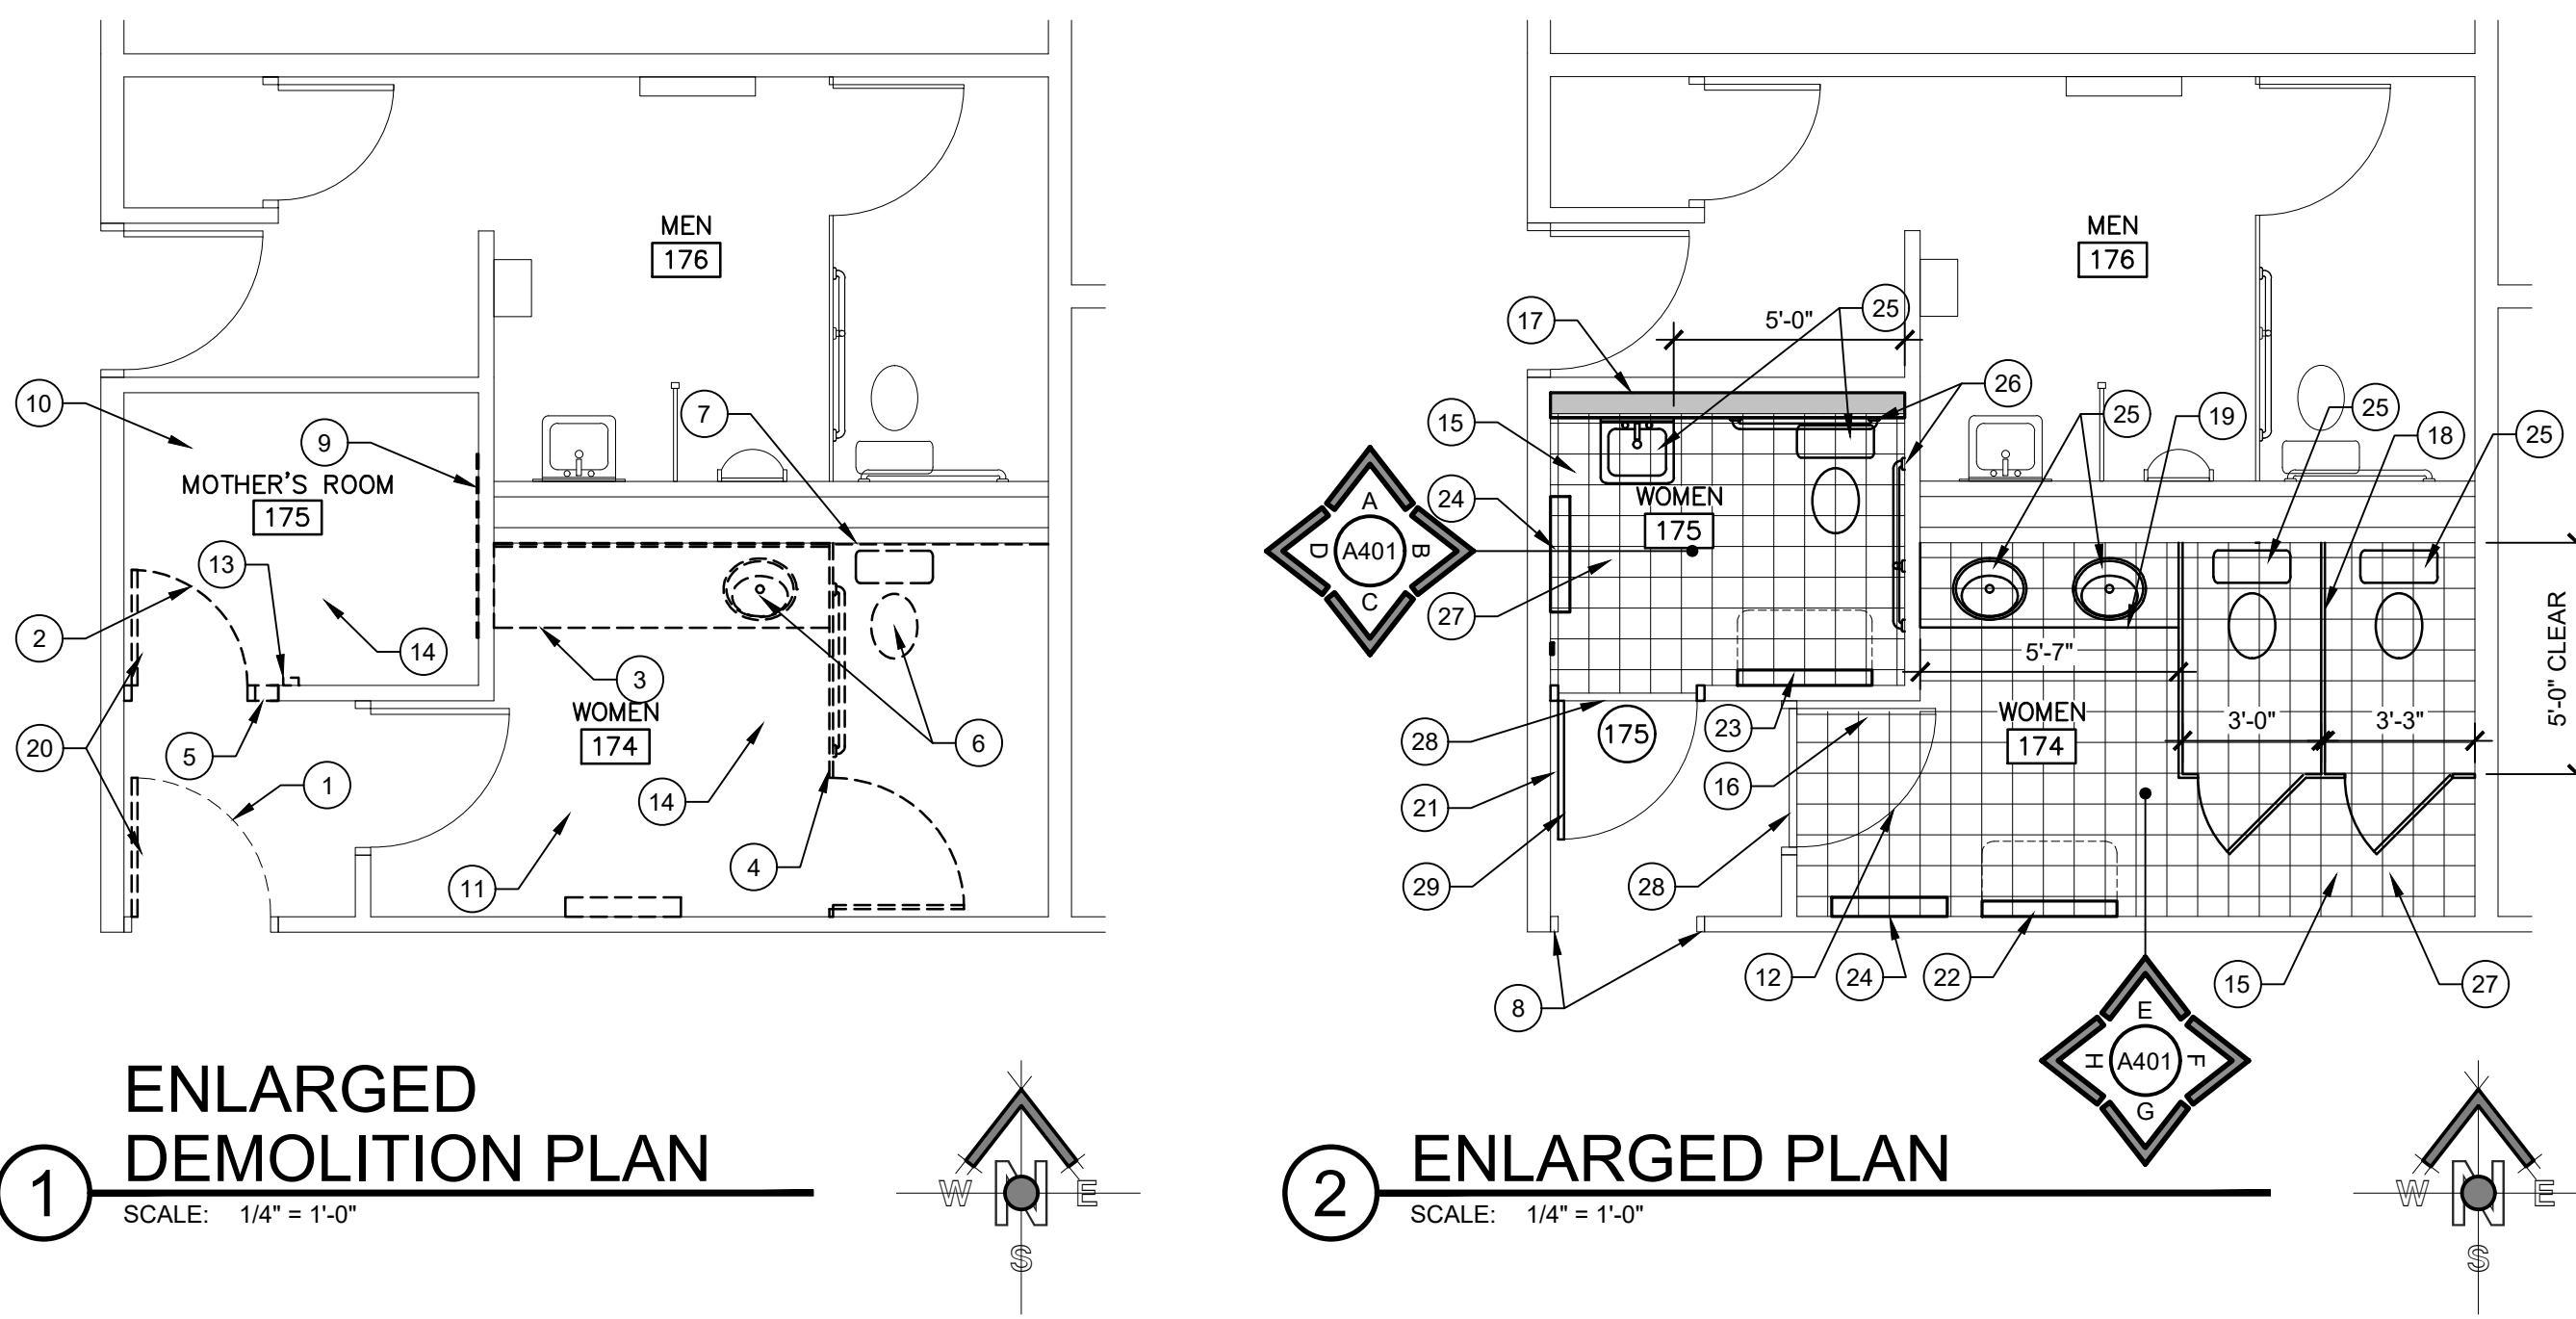 MEN
176
10
9
7
MOTHER'S ROOM
175
13
2
14
3
WOMEN
174
20
5
6
1
14
4
11
1
ENLARGED
DEMOLITION PLAN
SCALE: 1/4" = 1'-0"
W
N
E
S
MEN
176
17
5'-0"
25
26
15
25
19
25
18
25
24
WOMEN
175
A
D
A401
B
C
27
5'-7"
5'-0" CLEAR
WOMEN
174
3'-0"
3'-3"
28
175
23
16
21
29
28
12
24
22
15
27
8
E
H
A401
F
G
2
ENLARGED PLAN
SCALE: 1/4" = 1'-0"
W
N
E
S